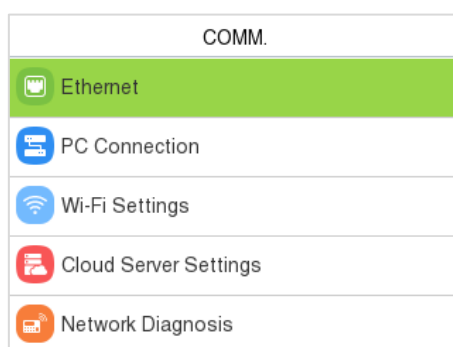 COMM.
Ethernet
PC Connection
Wi-Fi Settings
Cloud Server Settings
Network Diagnosis